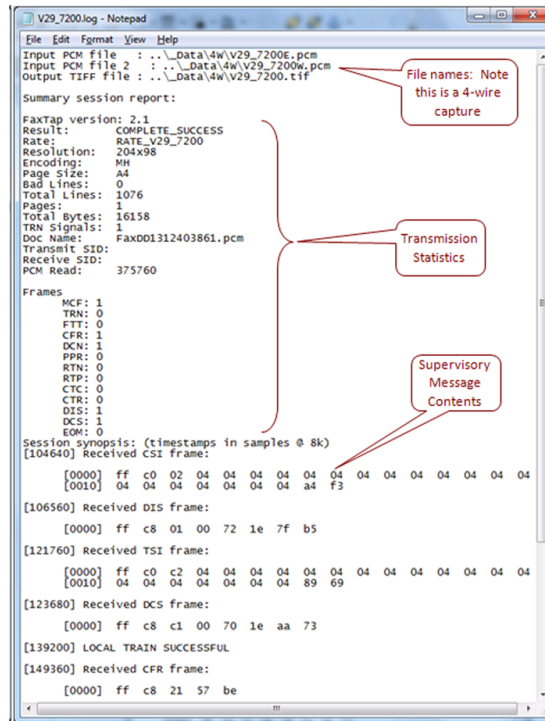 V29_7200.log - Notepad
File Edit Format View Help
Input PCM file : ..\_Data\4W\v29_7200E.pcm
Input PCM file 2 : ..\_Data\4W\v29_7200W.pcm
Output TIFF file : ..\_Data\4W\v29_7200.tif
File names: Note
this is a 4-wire
capture
Summary session report:
FaxTap version: 2.1
Result: COMPLETE_SUCCESS
Rate: RATE_V29_7200
Resolution: 204x98
Encoding: MH
Page Size: A4
Bad Lines: 0
Total Lines: 1076
Pages: 1
Total Bytes: 16158
TRN Signals: 1
Doc Name: FaxDD1312403861.pcm
Transmit SID:
Receive SID:
PCM Read: 375760
Transmission
Statistics
Frames
MCF: 1
TRN: 0
FTT: 0
CFR: 1
DCN: 1
PPR: 0
RTN: 0
RTP: 0
CTC: 0
CTR: 0
DIS: 1
DCS: 1
EOM: 0
Supervisory
Message
Contents
Session synopsis: (timestamps in samples @ 8k)
[104640] Received CSI frame:
[0000] ff c0 02 04 04 04 04 04 04 04 04 04 04 04 04 04
[0010] 04 04 04 04 04 04 a4 f3
[106560] Received DIS frame:
[0000] ff c8 01 00 72 1e 7f b5
[121760] Received TSI frame:
[0000] ff c0 c2 04 04 04 04 04 04 04 04 04 04 04 04 04
[0010] 04 04 04 04 04 04 89 69
[123680] Received DCS frame:
[0000] ff c8 c1 00 70 1e aa 73
[139200] LOCAL TRAIN SUCCESSFUL
[149360] Received CFR frame:
[0000] ff c8 21 57 be